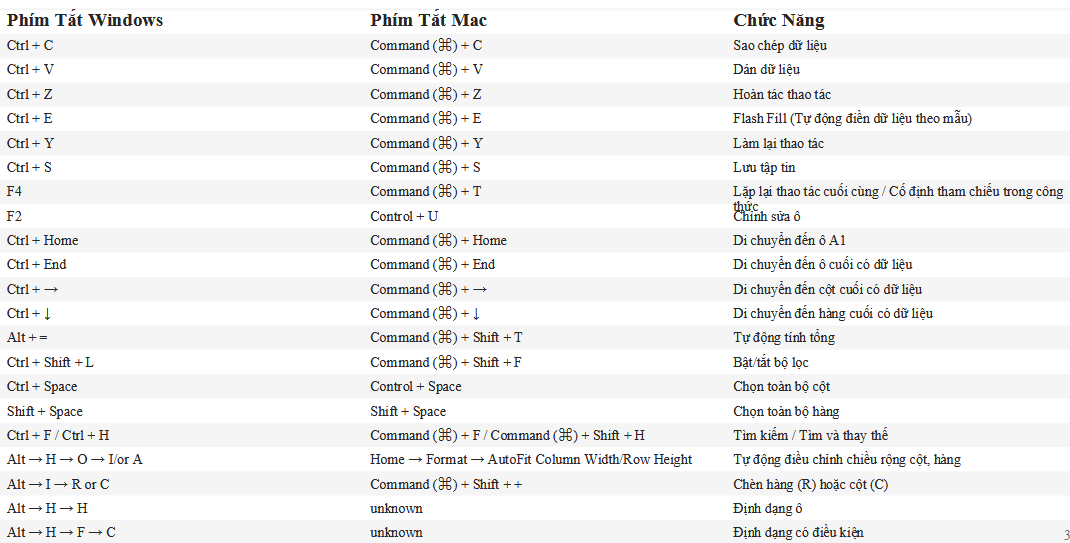 Phím Tắt Windows Phím Tắt Mac Chức Năng
Ctrl + C Command (⌘) + C Sao chép dữ liệu
Ctrl + V Command (⌘) + V Dán dữ liệu
Ctrl + Z Command (⌘) + Z Hoàn tác thao tác
Ctrl + E Command (⌘) + E Flash Fill (Tự động điền dữ liệu theo mẫu)
Ctrl + Y Command (⌘) + Y Làm lại thao tác
Ctrl + S Command (⌘) + S Lưu tập tin
F4 Command (⌘) + T Lặp lại thao tác cuối cùng / Cố định tham chiếu trong công
thức
F2 Control + U Chỉnh sửa ô
Ctrl + Home Command (⌘) + Home Di chuyển đến ô A1
Ctrl + End Command (⌘) + End Di chuyển đến ô cuối có dữ liệu
Ctrl + → Command (⌘) + → Di chuyển đến cột cuối có dữ liệu
Ctrl + ↓ Command (⌘) + ↓ Di chuyển đến hàng cuối có dữ liệu
Alt + = Command (⌘) + Shift + T Tự động tính tổng
Ctrl + Shift + L Command (⌘) + Shift + F Bật/tắt bộ lọc
Ctrl + Space Control + Space Chọn toàn bộ cột
Shift + Space Shift + Space Chọn toàn bộ hàng
Ctrl + F / Ctrl + H Command (⌘) + F / Command (⌘) + Shift + H Tìm kiếm / Tìm và thay thế
Alt → H → O → I/or A Home → Format → AutoFit Column Width/Row Height Tự động điều chỉnh chiều rộng cột, hàng
Alt → I → R or C Command (⌘) + Shift + + Chèn hàng (R) hoặc cột (C)
Alt → H → H unknown Định dạng ô
Alt → H → F → C unknown Định dạng có điều kiện
3